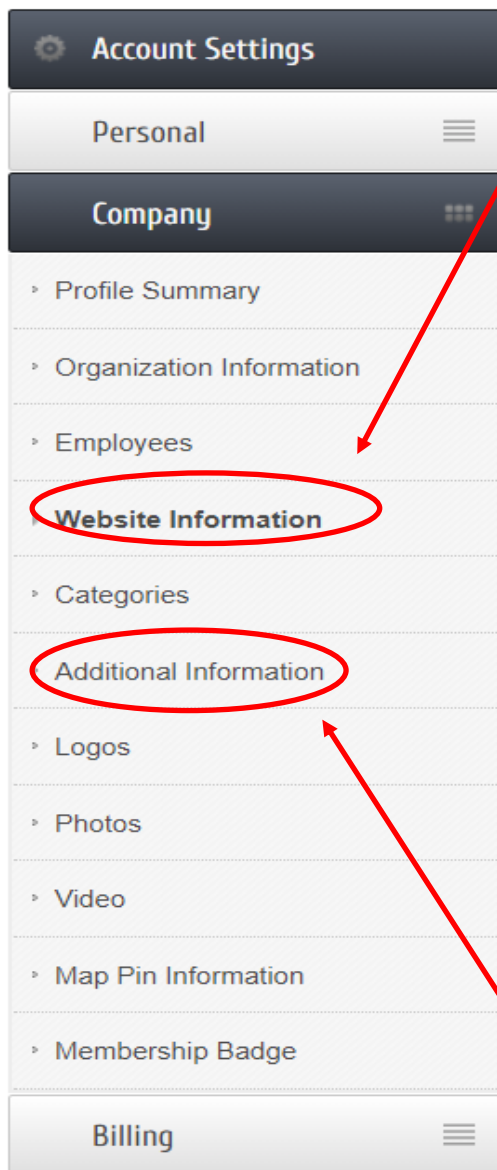 Account Settings
Personal
Company
Profile Summary
Organization Information
Employees
Website Information
Categories
Additional Information
Logos
Photos
Video
Map Pin Information
Membership Badge
Billing